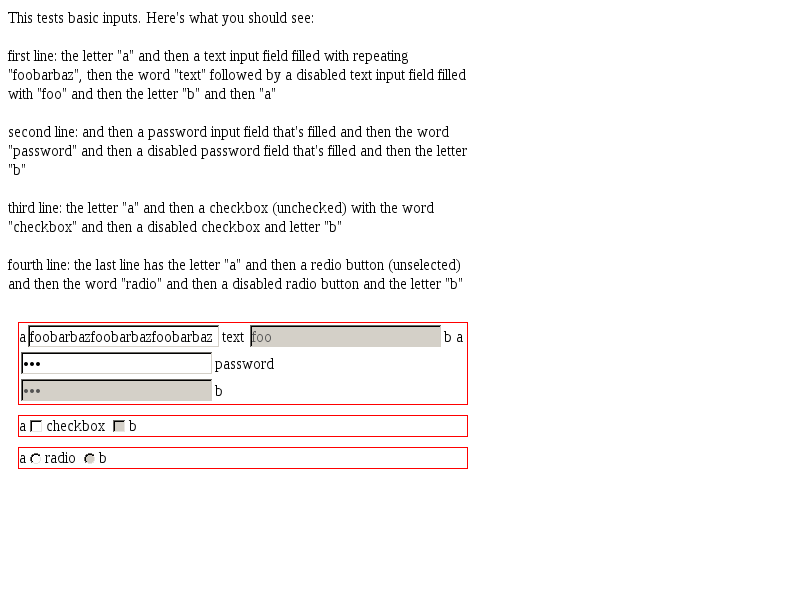 This tests basic inputs. Here's what you should see:
first line: the letter "a" and then a text input field filled with repeating
"foobarbaz", then the word "text" followed by a disabled text input field filled
with "foo" and then the letter "b" and then "a"
second line: and then a password input field that's filled and then the word
"password" and then a disabled password field that's filled and then the letter
"b"
third line: the letter "a" and then a checkbox (unchecked) with the word
"checkbox" and then a disabled checkbox and letter "b"
fourth line: the last line has the letter "a" and then a redio button (unselected)
and then the word "radio" and then a disabled radio button and the letter "b"
a foobarbazfoobarbazfoobarbaz text foo b a
••• password
••• b
a checkbox b
a radio b